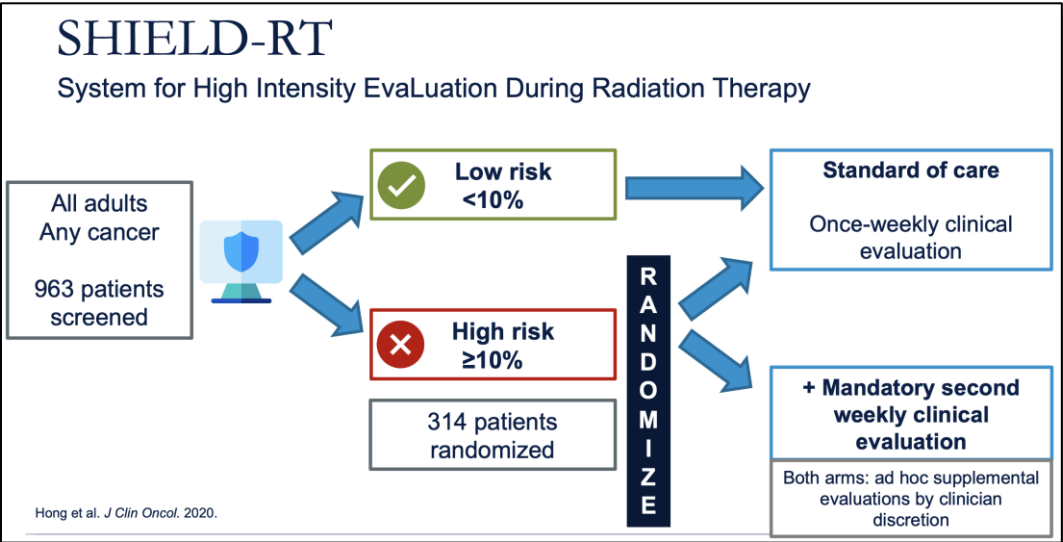 SHIELD-RT
System for High Intensity EvaLuation During Radiation Therapy
All adults
Any cancer
963 patients
screened
Low risk
<10%
High risk
≥10%
314 patients
randomized
RANDOMIZE
Standard of care
Once-weekly clinical
evaluation
+ Mandatory second
weekly clinical
evaluation
Both arms: ad hoc supplemental
evaluations by clinician
discretion
Hong et al. J Clin Oncol. 2020.